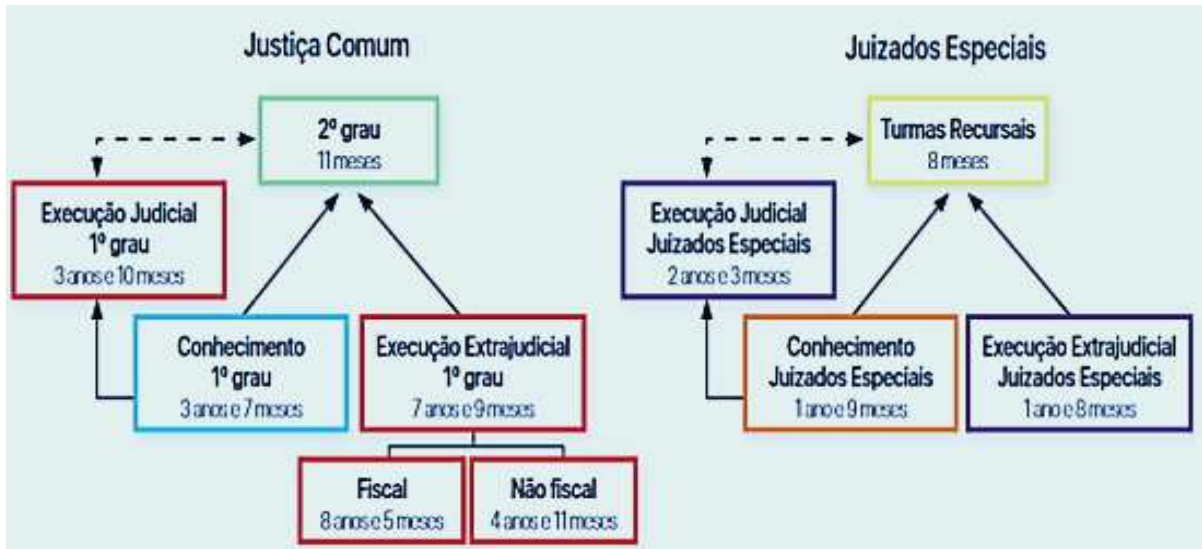 Justiça Comum
2º grau
11 meses
Execução Judicial
1º grau
3 anos e 10 meses
Conhecimento
1º grau
3 anos e 7 meses
Execução Extrajudicial
1º grau
7 anos e 9 meses
Fiscal
8 anos e 5 meses
Não fiscal
4 anos e 11 meses
Juizados Especiais
Turmas Recursais
8 meses
Execução Judicial
Juizados Especiais
2 anos e 3 meses
Conhecimento
Juizados Especiais
1 ano e 9 meses
Execução Extrajudicial
Juizados Especiais
1 ano e 8 meses